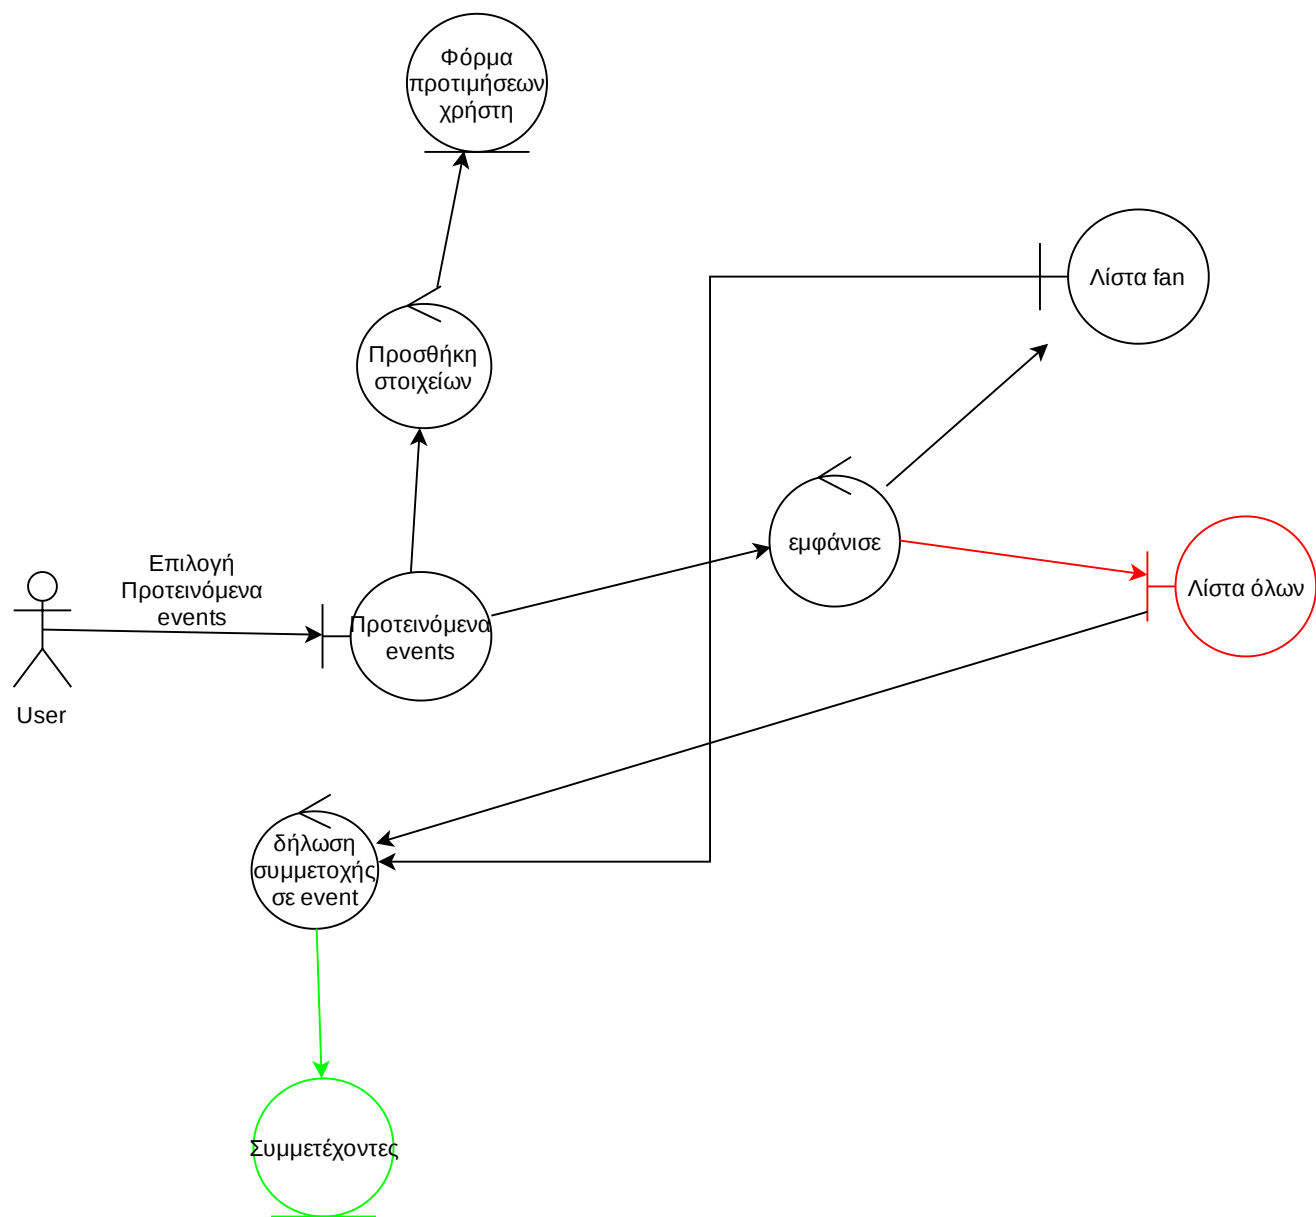 Φόρμα
προτιμήσεων
χρήστη
Λίστα fan
Προσθήκη
στοιχείων
εμφάνισε
Επιλογή
Προτεινόμενα
events
Λίστα όλων
Προτεινόμενα
events
User
δήλωση
συμμετοχής
σε event
Συμμετέχοντες